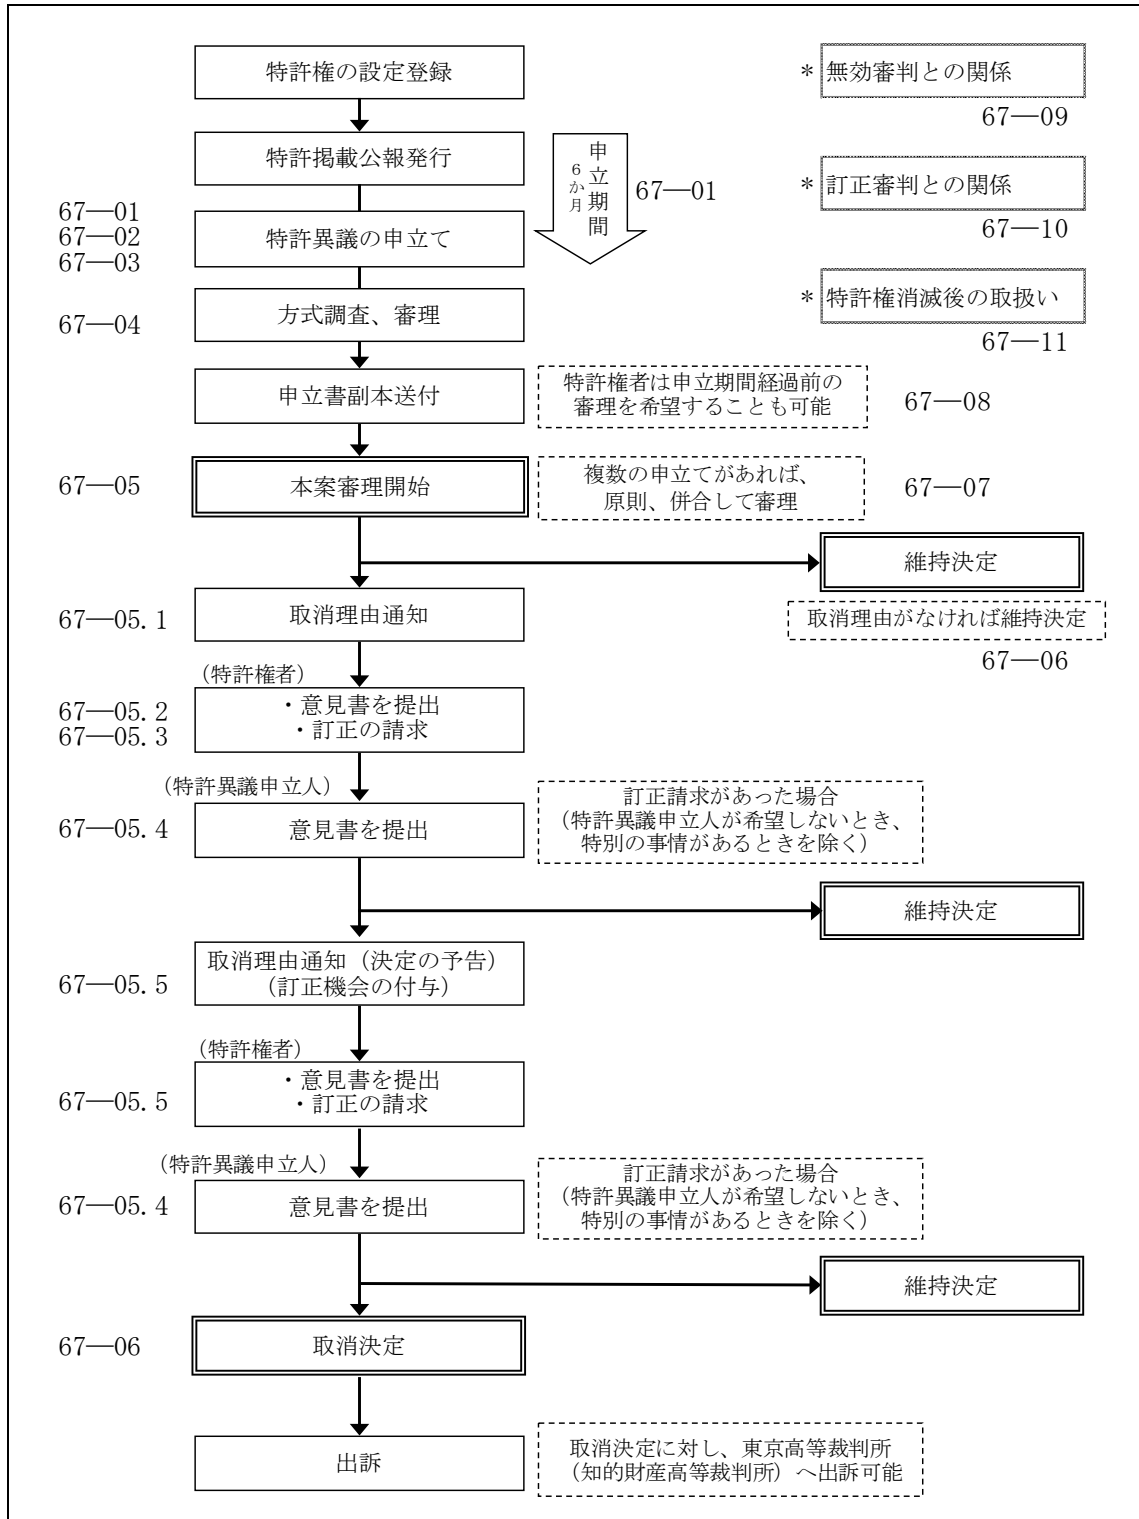 特許権の設定登録
＊ 無効審判との関係
67―09
特許掲載公報発行
申立期間
6か月
67―01
＊ 訂正審判との関係
67―10
67―01
67―02
67―03
特許異議の申立て
＊ 特許権消滅後の取扱い
67―11
67―04
方式調査、審理
申立書副本送付
特許権者は申立期間経過前の
審理を希望することも可能
67―08
67―05
本案審理開始
複数の申立てがあれば、
原則、併合して審理
67―07
維持決定
取消理由がなければ維持決定
67―06
67―05.1
取消理由通知
（特許権者）
67―05.2
67―05.3
・意見書を提出
・訂正の請求
（特許異議申立人）
67―05.4
意見書を提出
訂正請求があった場合
（特許異議申立人が希望しないとき、
特別の事情があるときを除く）
維持決定
67―05.5
取消理由通知（決定の予告）
（訂正機会の付与）
（特許権者）
67―05.5
・意見書を提出
・訂正の請求
（特許異議申立人）
67―05.4
意見書を提出
訂正請求があった場合
（特許異議申立人が希望しないとき、
特別の事情があるときを除く）
維持決定
67―06
取消決定
出訴
取消決定に対し、東京高等裁判所
（知的財産高等裁判所）へ出訴可能